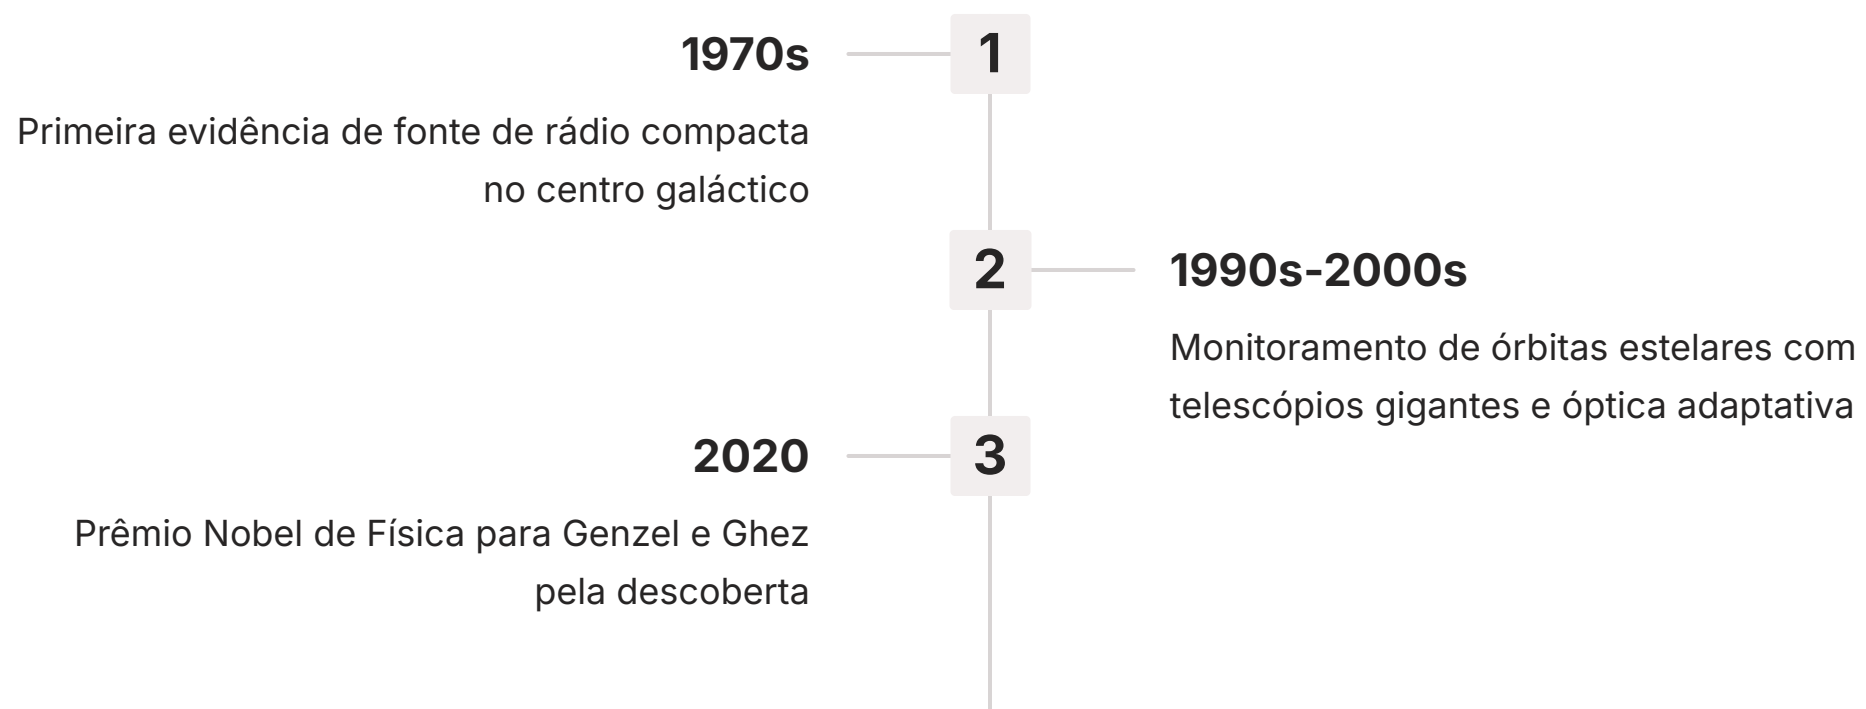 1
1970s
Primeira evidência de fonte de rádio compacta
no centro galáctico
2
1990s-2000s
Monitoramento de órbitas estelares com
telescópios gigantes e óptica adaptativa
3
2020
Prêmio Nobel de Física para Genzel e Ghez
pela descoberta